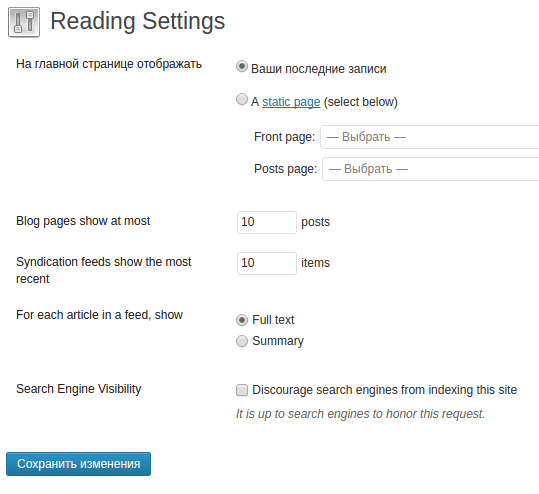 Reading Settings
На главной странице отображать
Ваши последние записи
A static page (select below)
Front page: — Выбрать —
Posts page: — Выбрать —
Blog pages show at most 10 posts
Syndication feeds show the most
recent
10 items
For each article in a feed, show
Full text
Summary
Search Engine Visibility
Discourage search engines from indexing this site
It is up to search engines to honor this request.
Сохранить изменения